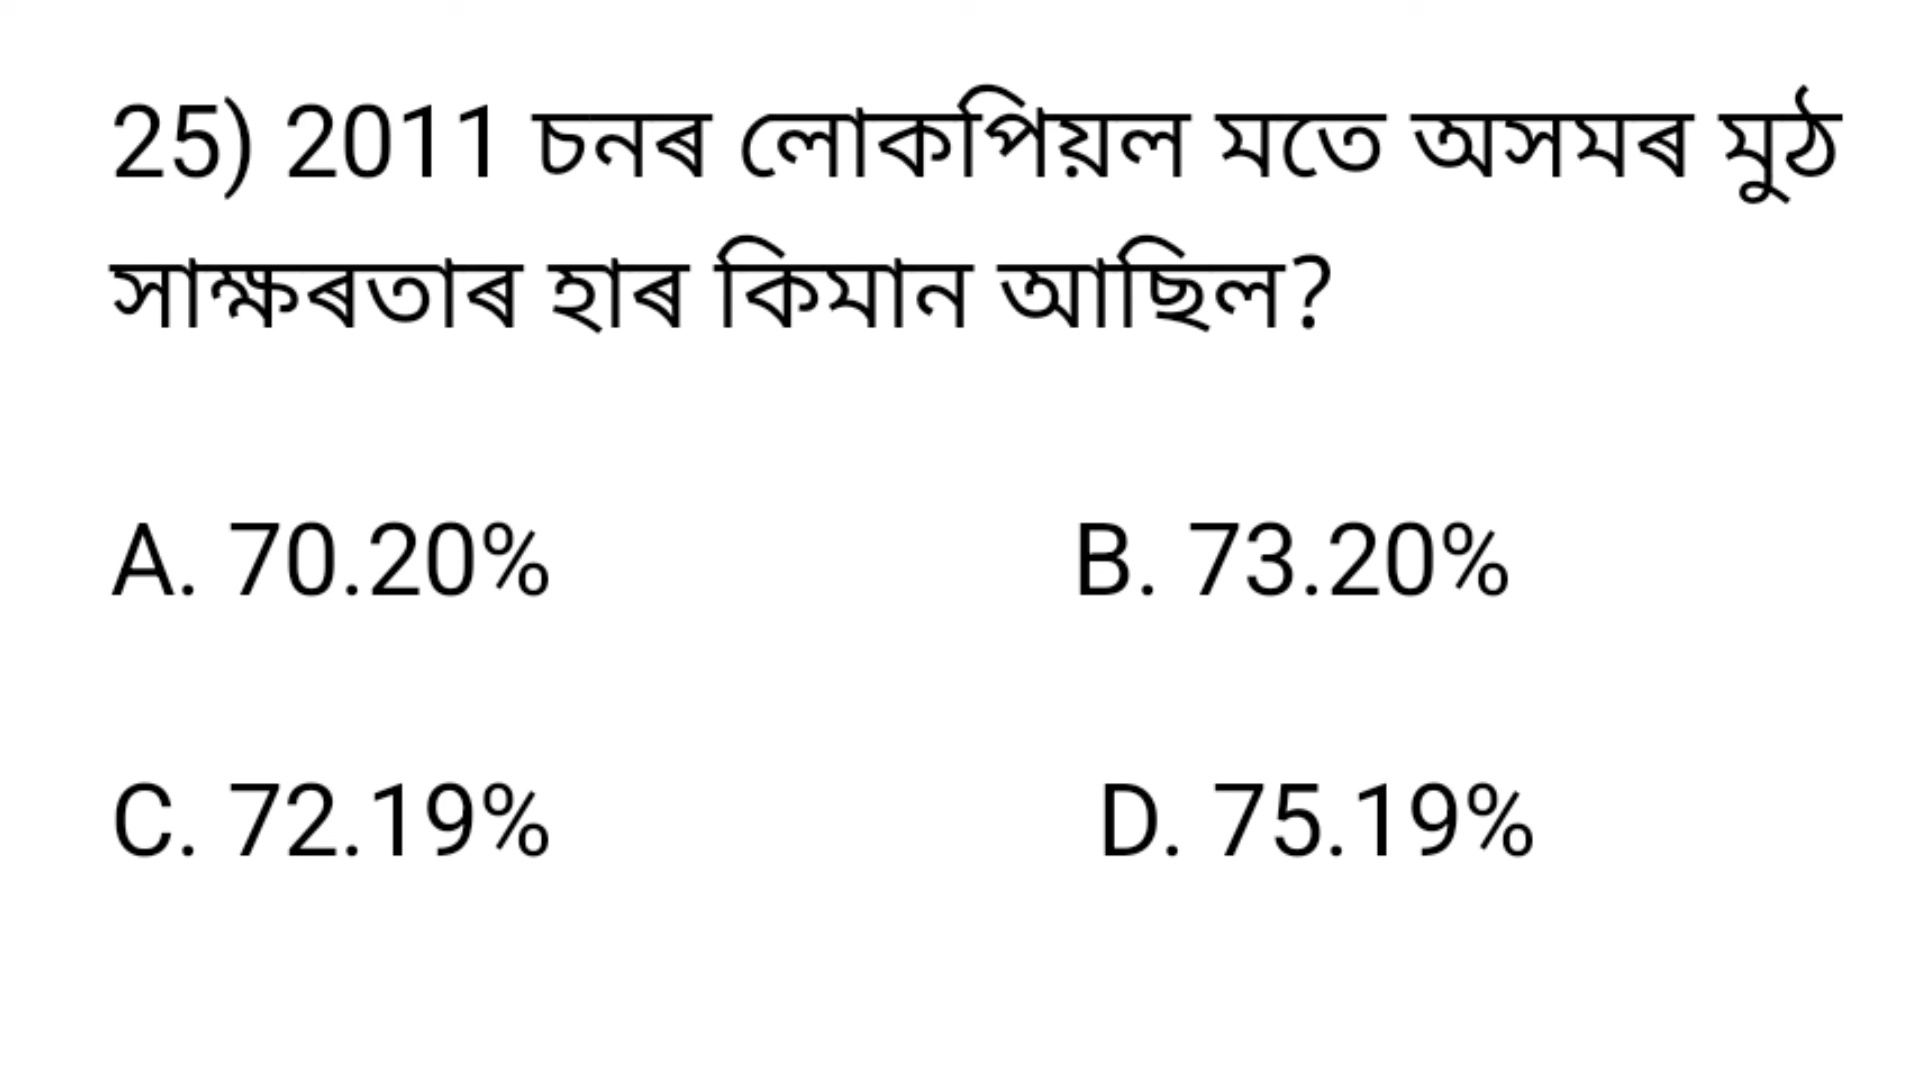 25) 2011 চনৰ লোকপিয়ল মতে অসমৰ মুঠ
সাক্ষৰতাৰ হাৰ কিমান আছিল?
A. 70.20% B. 73.20%
C. 72.19% D. 75.19%